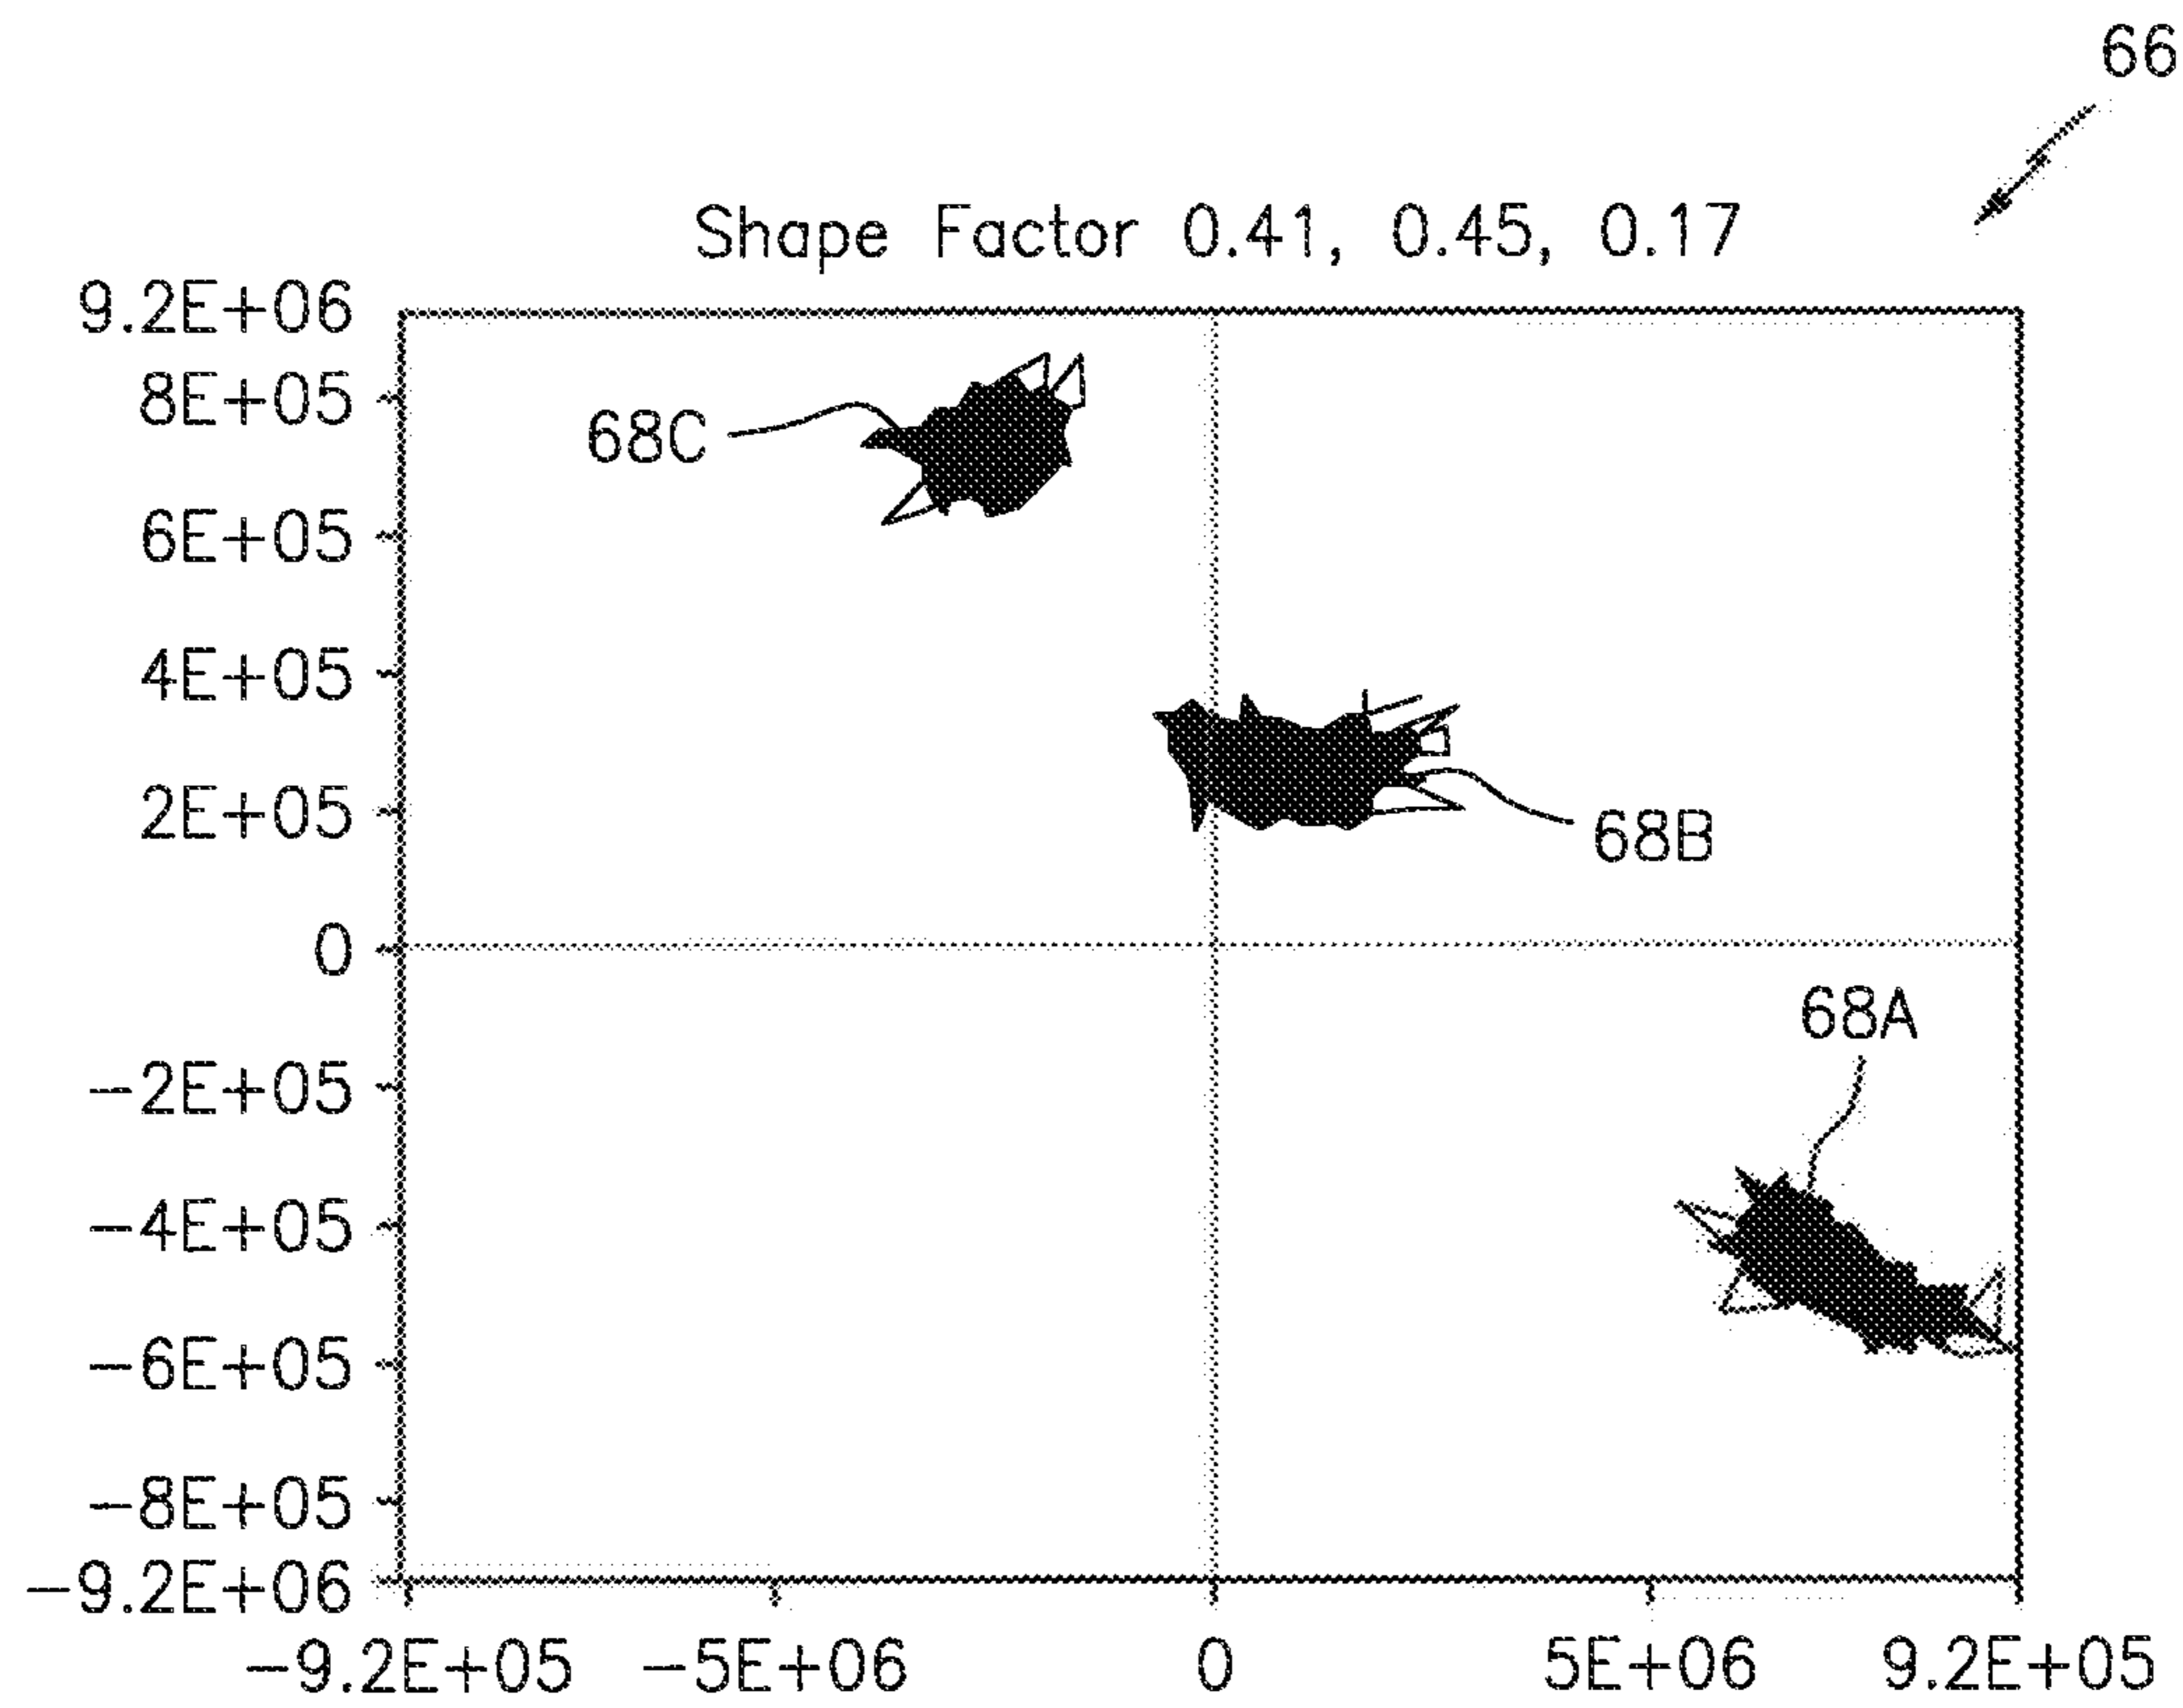 66
Shape Factor 0.41, 0.45, 0.17
9.2E+06
8E+05
68C
6E+05
4E+05
2E+05
68B
0
68A
−2E+05
−4E+05
−6E+05
−8E+05
−9.2E+06
−9.2E+05 −5E+06 0 5E+06 9.2E+05